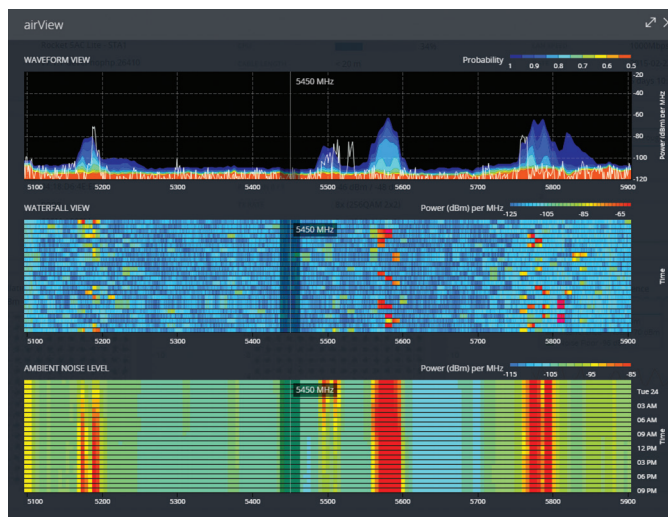 airView
WAVEFORM VIEW
Probability
1 0.9 0.8 0.7 0.6 0.5
5450 MHz
-20
-40
-60
-80
-100
-120
Power (dBm) per MHz
5100 5200 5300 5400 5500 5600 5700 5800 5900
WATERFALL VIEW
Power (dBm) per MHz
-125 -105 -85 -65
5450 MHz
Time
5100 5200 5300 5400 5500 5600 5700 5800 5900
AMBIENT NOISE LEVEL
Power (dBm) per MHz
-115 -105 -95 -85
5450 MHz
Tue 24
03 AM
06 AM
09 AM
12 PM
03 PM
06 PM
09 PM
Time
5100 5200 5300 5400 5500 5600 5700 5800 5900